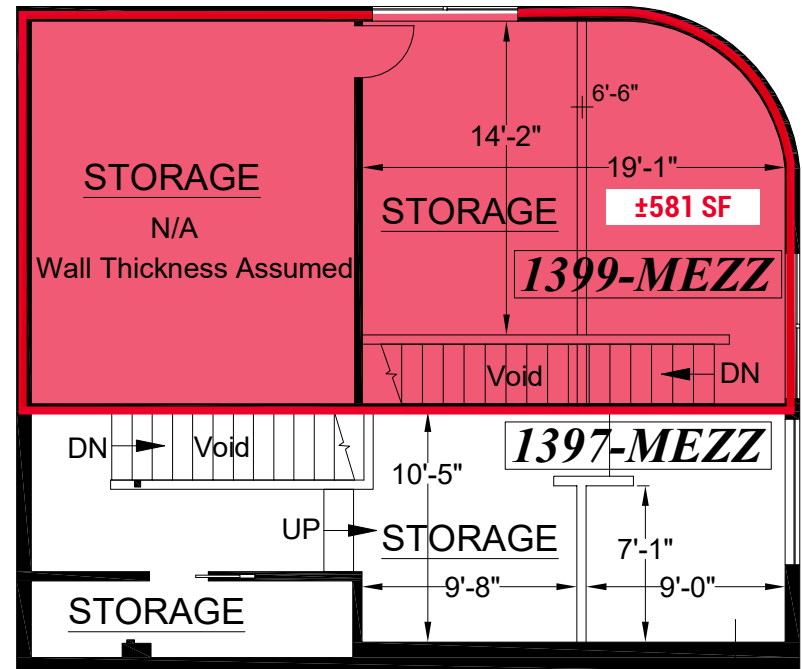 6'-6"
14'-2"
19'-1"
STORAGE
N/A
Wall Thickness Assumed
STORAGE
±581 SF
1399-MEZZ
Void
DN
DN
Void
1397-MEZZ
10'-5"
UP
STORAGE
7'-1"
9'-8"
9'-0"
STORAGE